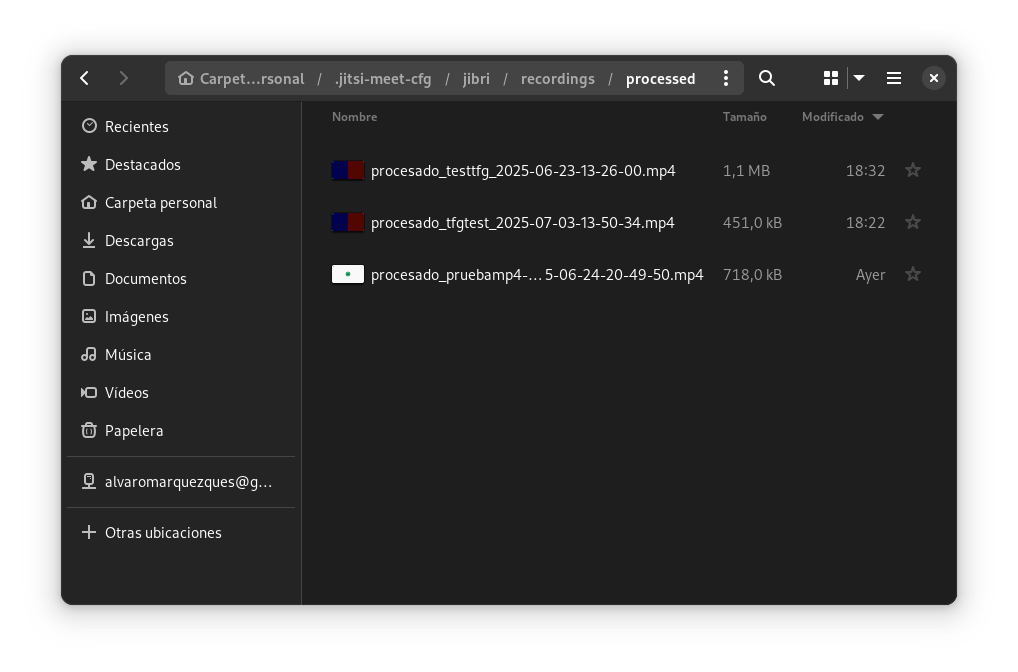 Carpet...rsonal / .jitsi-meet-cfg / jibri / recordings / processed
Nombre Tamaño Modificado
Recientes
Destacados
Carpeta personal
Descargas
Documentos
Imágenes
Música
Vídeos
Papelera
alvaromarquezques@g...
Otras ubicaciones
procesado_testtfg_2025-06-23-13-26-00.mp4 1,1 MB 18:32
procesado_tfgtest_2025-07-03-13-50-34.mp4 451,0 kB 18:22
procesado_pruebamp4-...5-06-24-20-49-50.mp4 718,0 kB Ayer